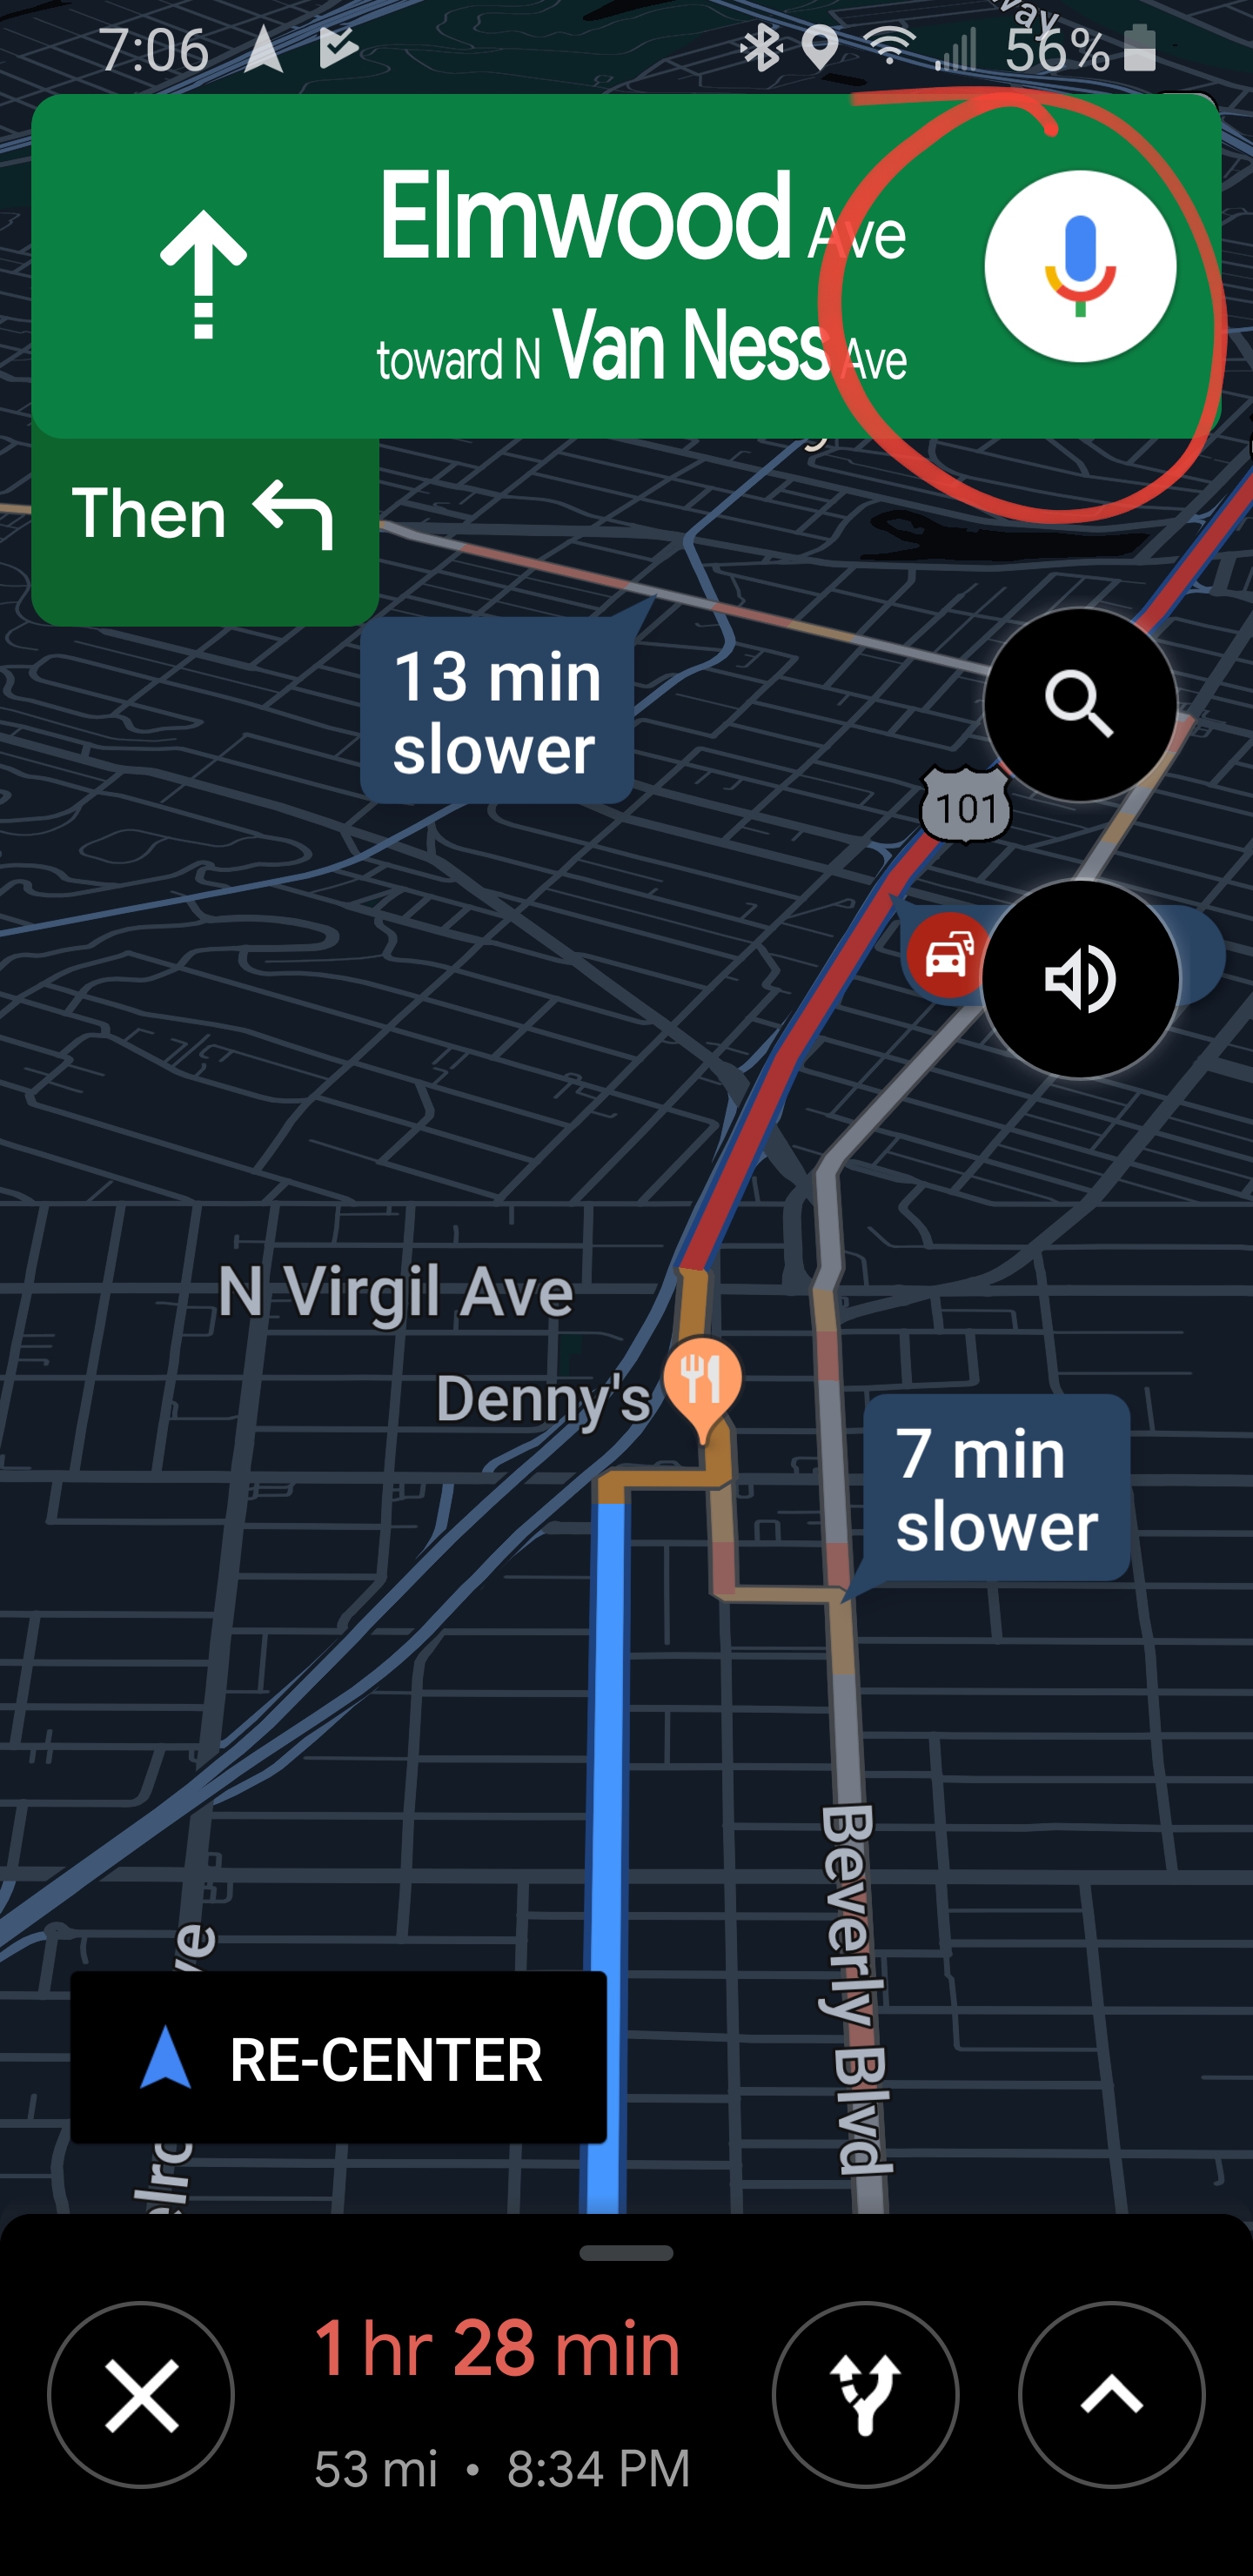 way
7:06
56%
Elmwood Ave
toward N Van Ness Ave
Then
13 min
slower
101
N Virgil Ave
Denny's
7 min
slower
Beverly Blvd
RE-CENTER
1 hr 28 min
53 mi • 8:34 PM